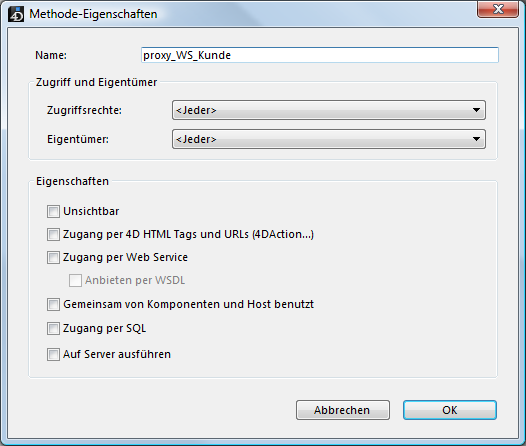 4D Methode-Eigenschaften
Name: proxy_WS_Kunde
Zugriff und Eigentümer
Zugriffsrechte: <Jeder>
Eigentümer: <Jeder>
Eigenschaften
Unsichtbar
Zugang per 4D HTML Tags und URLs (4DAction...)
Zugang per Web Service
Anbieten per WSDL
Gemeinsam von Komponenten und Host benutzt
Zugang per SQL
Auf Server ausführen
Abbrechen OK